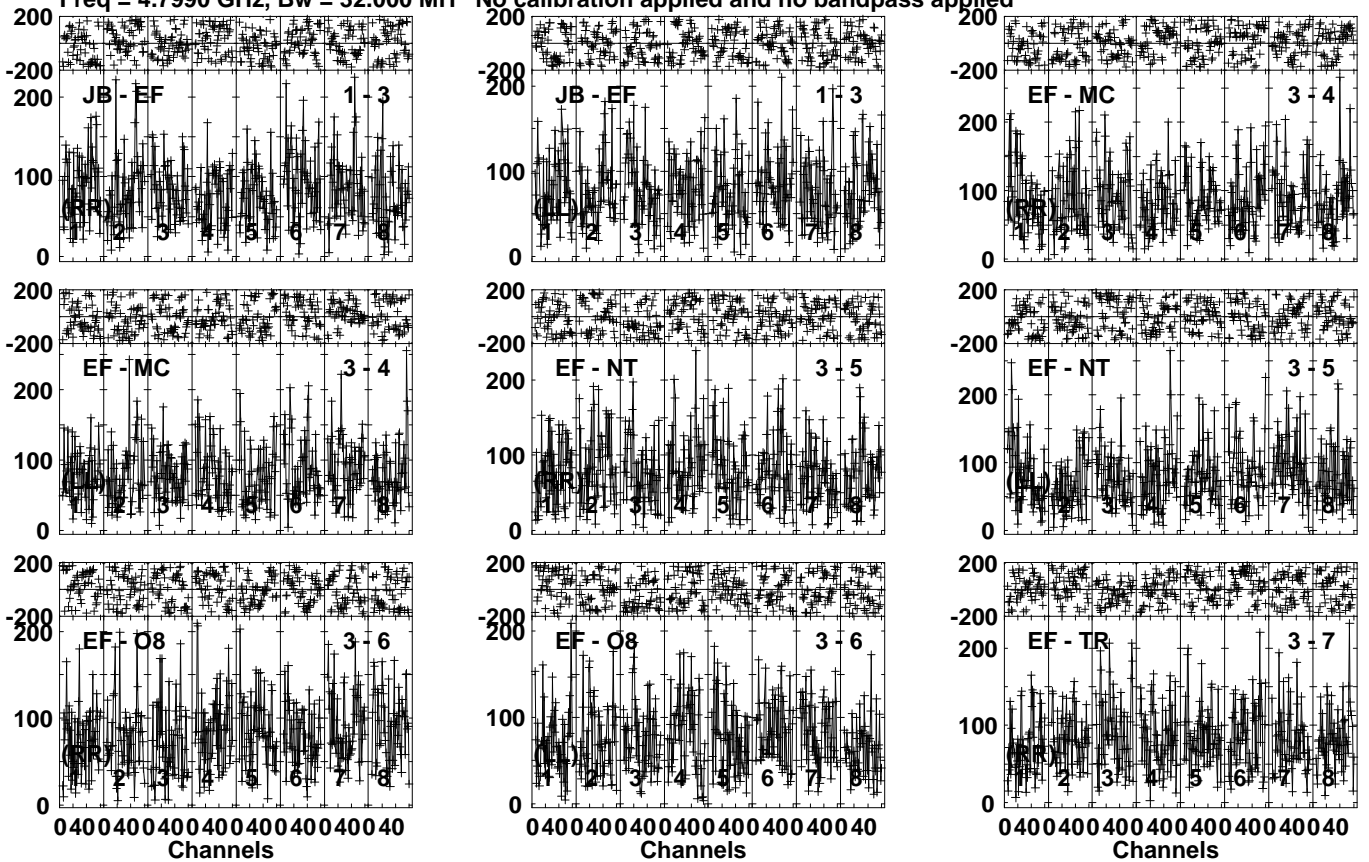 Freq = 4.7990 GHz, Bw = 32.000 MH No calibration applied and no bandpass applied
200 200 200
-200 -200 -200
JB - EF 1 - 3 JB - EF 1 - 3 EF - MC 3 - 4
200 200 200
100 100 100
(RR) (LL) (RR)
1 2 3 4 5 6 7 8 1 2 3 4 5 6 7 8 1 2 3 4 5 6 7 8
0 0 0
200 200 200
-200 -200 -200
EF - MC 3 - 4 EF - NT 3 - 5 EF - NT 3 - 5
200 200 200
100 100 100
(LL) (RR) (LL)
1 2 3 4 5 6 7 8 1 2 3 4 5 6 7 8 1 2 3 4 5 6 7 8
0 0 0
200 200 200
-200 -200 -200
EF - O8 3 - 6 EF - O8 3 - 6 EF - TR 3 - 7
200 200 200
100 100 100
(RR) (LL) (RR)
1 2 3 4 5 6 7 8 1 2 3 4 5 6 7 8 1 2 3 4 5 6 7 8
0 0 0
0 40 0 40 0 40 0 40 0 40 0 40 0 40 0 40 0 40 0 40 0 40 0 40 0 40 0 40 0 40 0 40 0 40 0 40 0 40 0 40 0 40 0 40 0 40 0 40
Channels Channels Channels